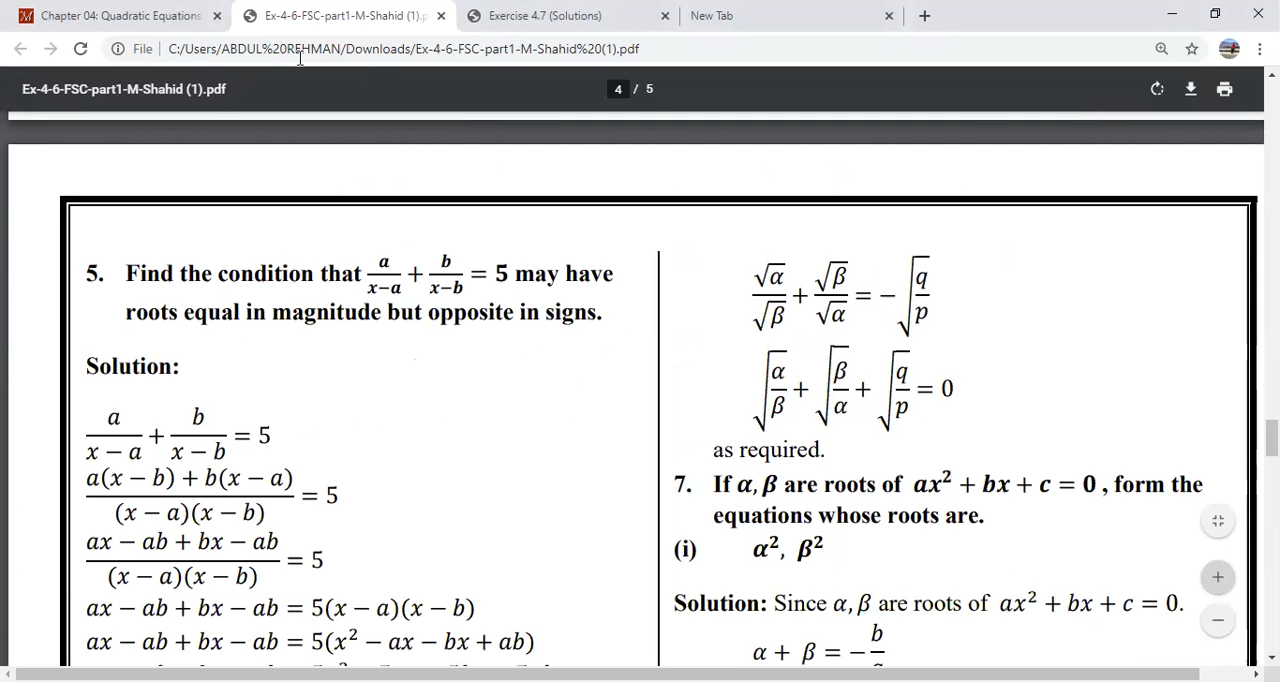 Chapter 04: Quadratic Equations
Ex-4-6-FSC-part1-M-Shahid (1).p
Exercise 4.7 (Solutions)
New Tab
File
C:/Users/ABDUL%20REHMAN/Downloads/Ex-4-6-FSC-part1-M-Shahid%20(1).pdf
Ex-4-6-FSC-part1-M-Shahid (1).pdf
4 / 5
5. Find the condition that a/(x−a) + b/(x−b) = 5 may have
roots equal in magnitude but opposite in signs.
Solution:
a/(x − a) + b/(x − b) = 5
(a(x − b) + b(x − a))/((x − a)(x − b)) = 5
(ax − ab + bx − ab)/((x − a)(x − b)) = 5
ax − ab + bx − ab = 5(x − a)(x − b)
ax − ab + bx − ab = 5(x² − ax − bx + ab)
√α/√β + √β/√α = − √(q/p)
√(α/β) + √(β/α) + √(q/p) = 0
as required.
7. If α, β are roots of ax² + bx + c = 0 , form the
equations whose roots are.
(i) α², β²
Solution: Since α, β are roots of ax² + bx + c = 0.
α + β = − b